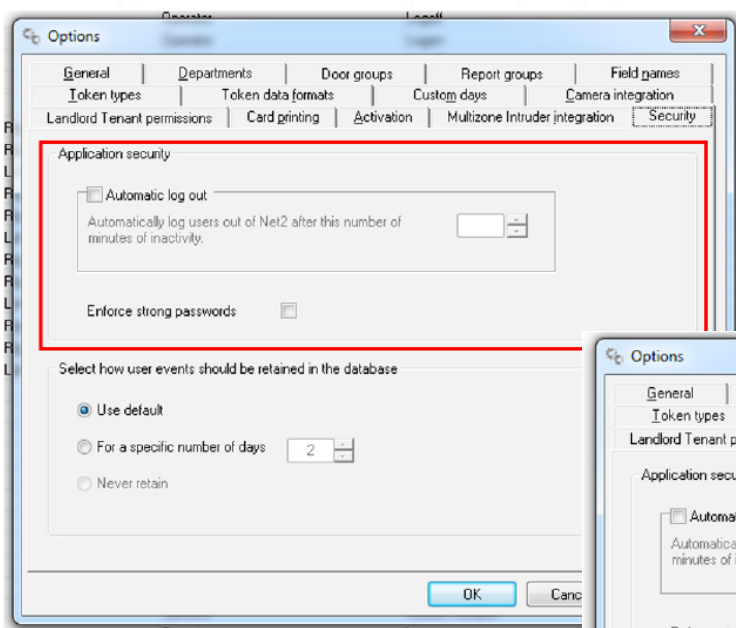 Operator
Logoff
Options
General
Departments
Door groups
Report groups
Field names
Token types
Token data formats
Custom days
Camera integration
Landlord Tenant permissions
Card printing
Activation
Multizone Intruder integration
Security
Application security
Automatic log out
Automatically log users out of Net2 after this number of
minutes of inactivity.
Enforce strong passwords
Select how user events should be retained in the database
Use default
For a specific number of days
2
Never retain
OK
Canc
Options
General
Token types
Landlord Tenant p
Application secu
Automat
Automatica
minutes of i